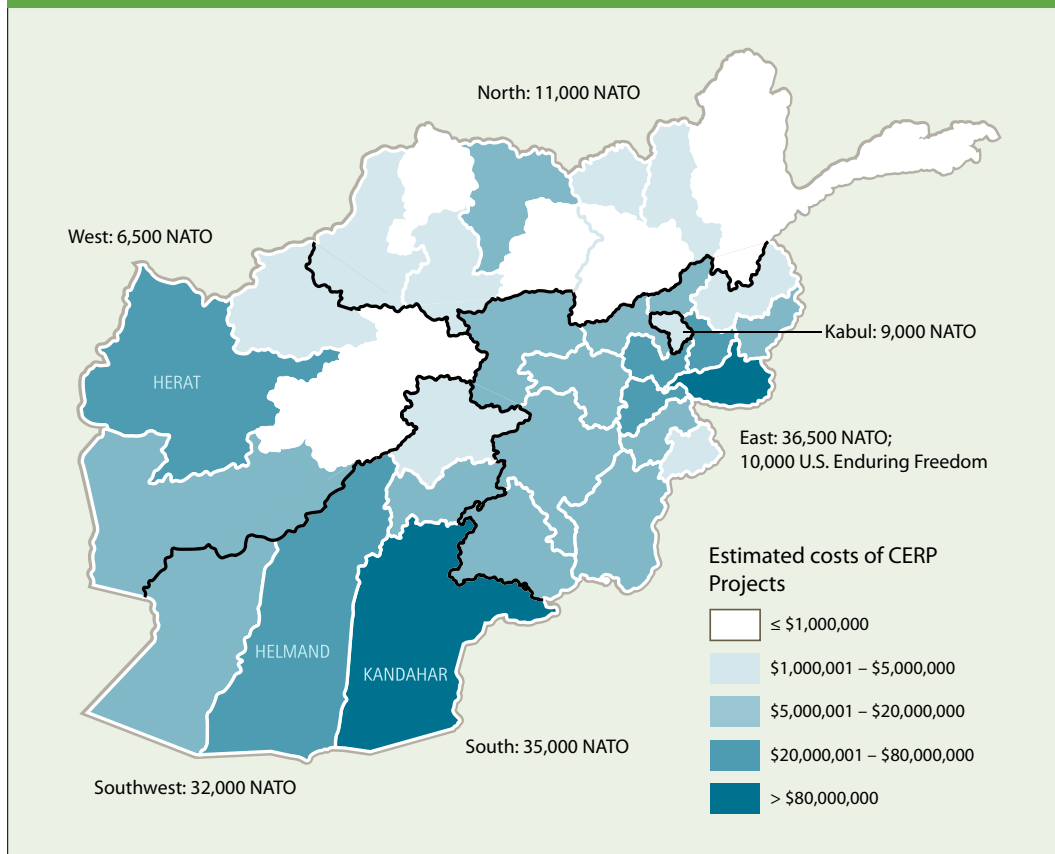 North: 11,000 NATO
West: 6,500 NATO
Kabul: 9,000 NATO
HERAT
East: 36,500 NATO;
10,000 U.S. Enduring Freedom
HELMAND
KANDAHAR
South: 35,000 NATO
Southwest: 32,000 NATO
Estimated costs of CERP
Projects
≤ $1,000,000
$1,000,001 – $5,000,000
$5,000,001 – $20,000,000
$20,000,001 – $80,000,000
> $80,000,000